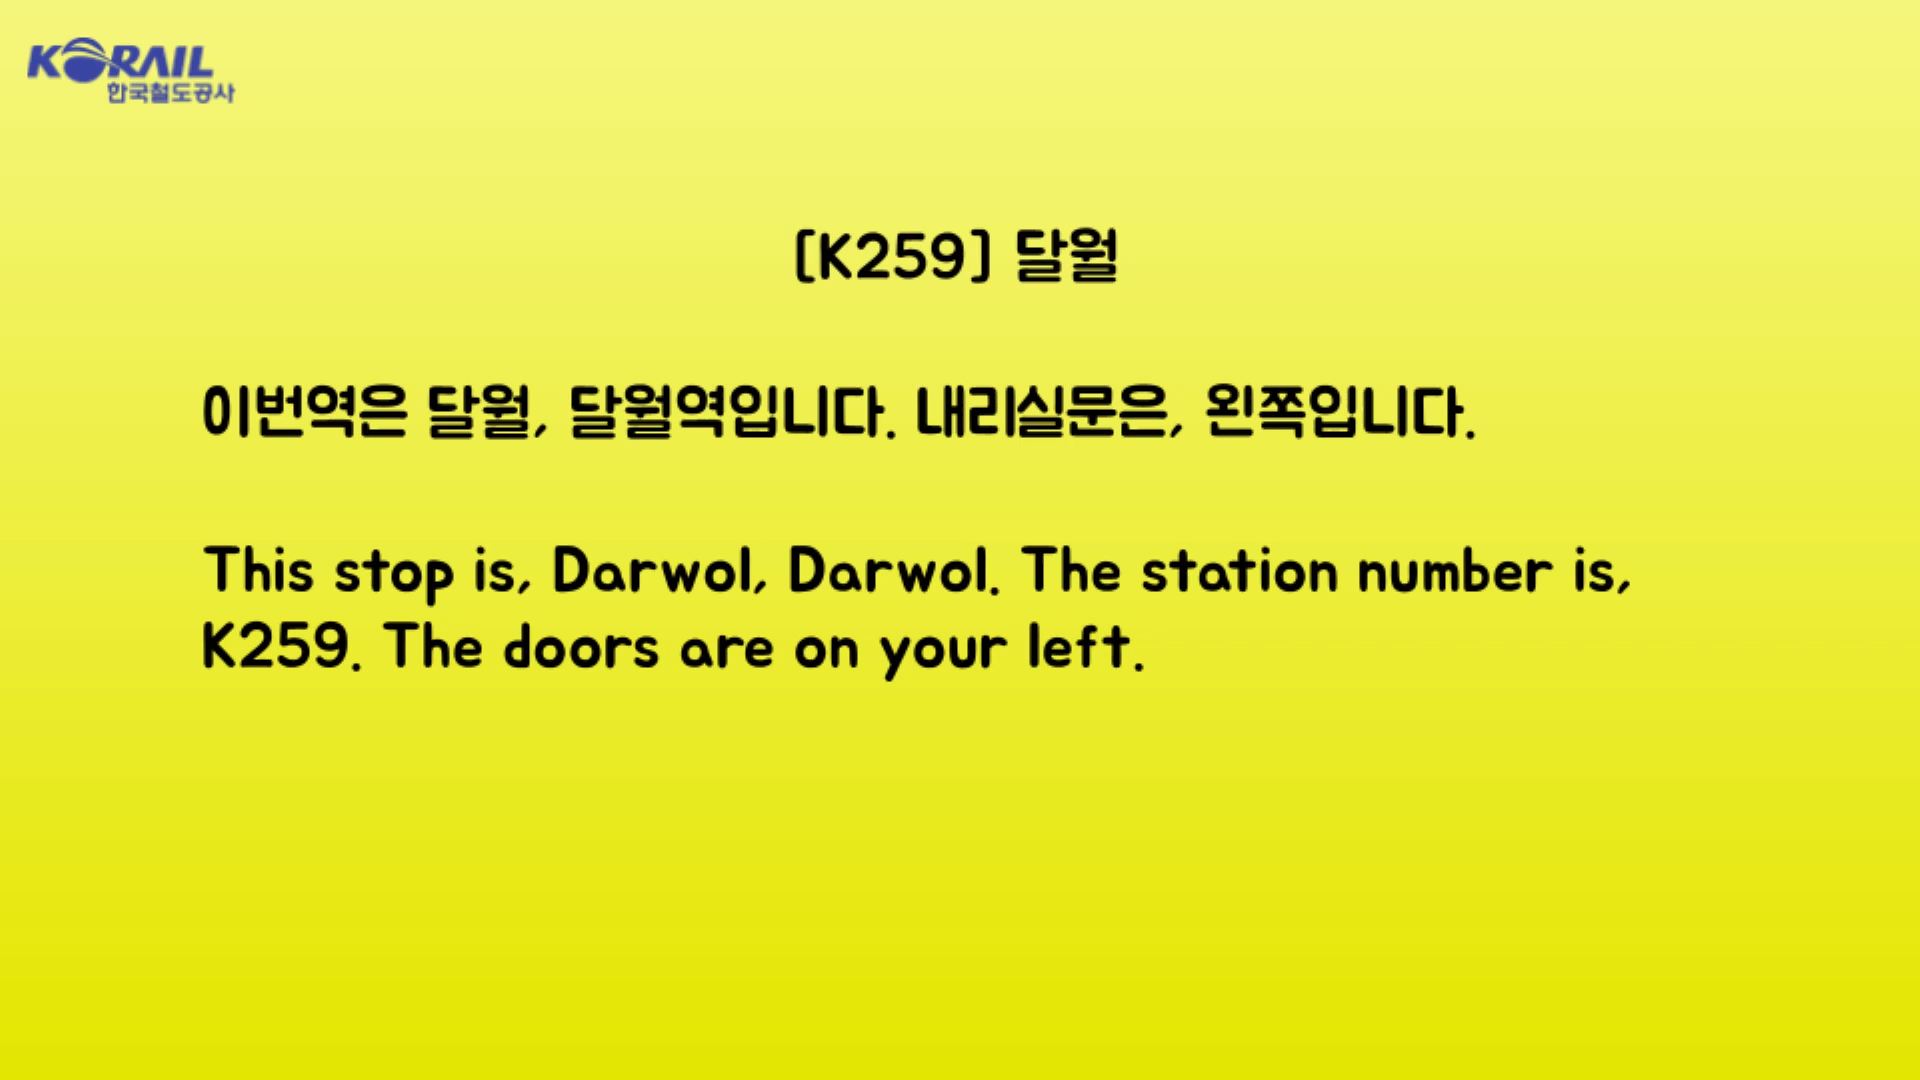 KORAIL
한국철도공사
[K259] 달월
이번역은 달월, 달월역입니다. 내리실문은, 왼쪽입니다.
This stop is, Darwol, Darwol. The station number is,
K259. The doors are on your left.